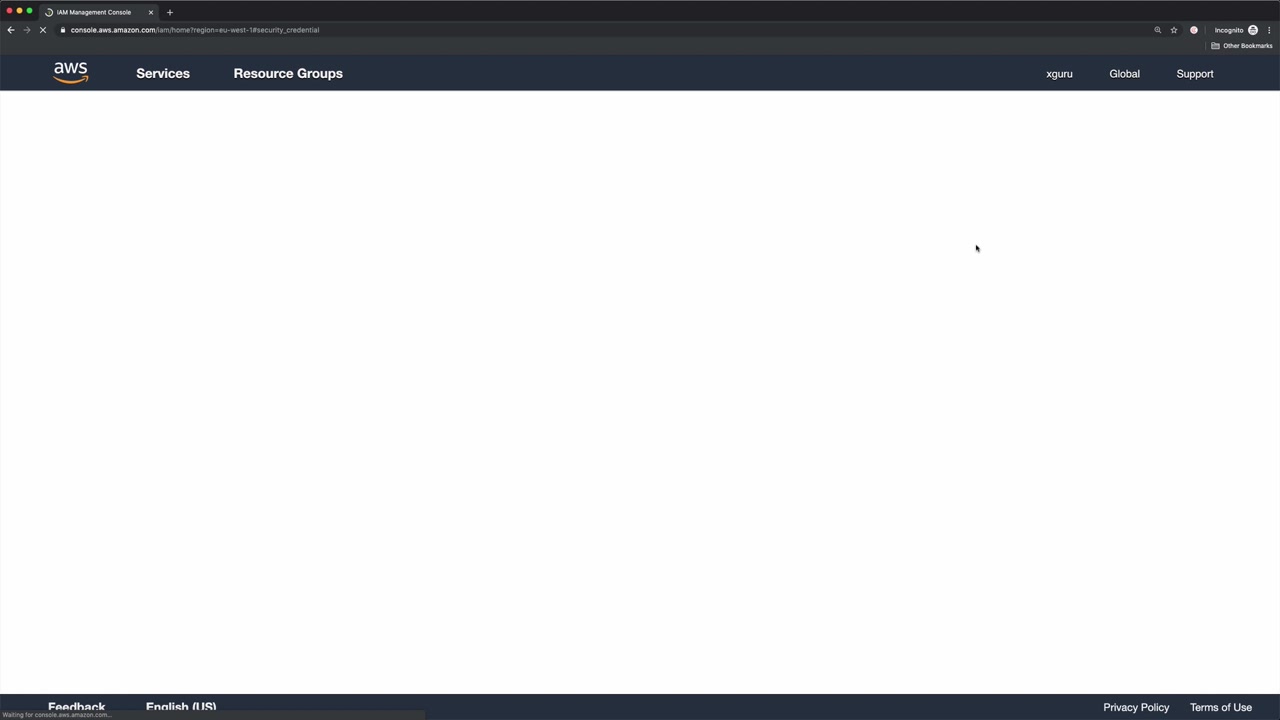 IAM Management Console
console.aws.amazon.com/iam/home?region=eu-west-1#security_credential
Incognito
Other Bookmarks
aws
Services
Resource Groups
xguru
Global
Support
Feedback
English (US)
Privacy Policy
Terms of Use
Waiting for console.aws.amazon.com...